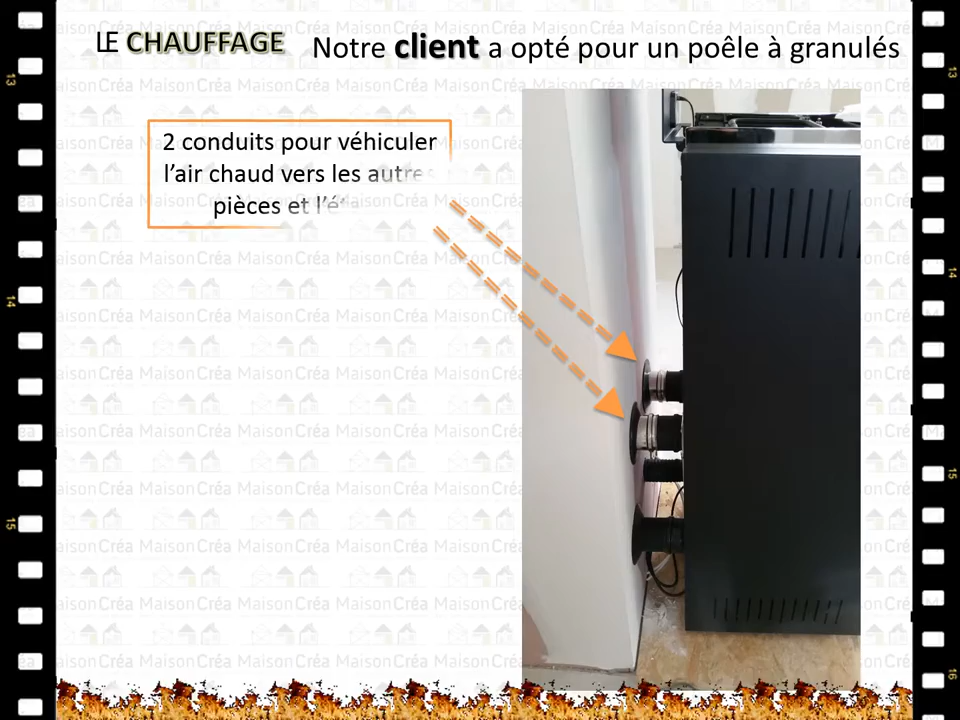 LE CHAUFFAGE
Notre client a opté pour un poêle à granulés
2 conduits pour véhiculer
l'air chaud vers les autres
pièces et